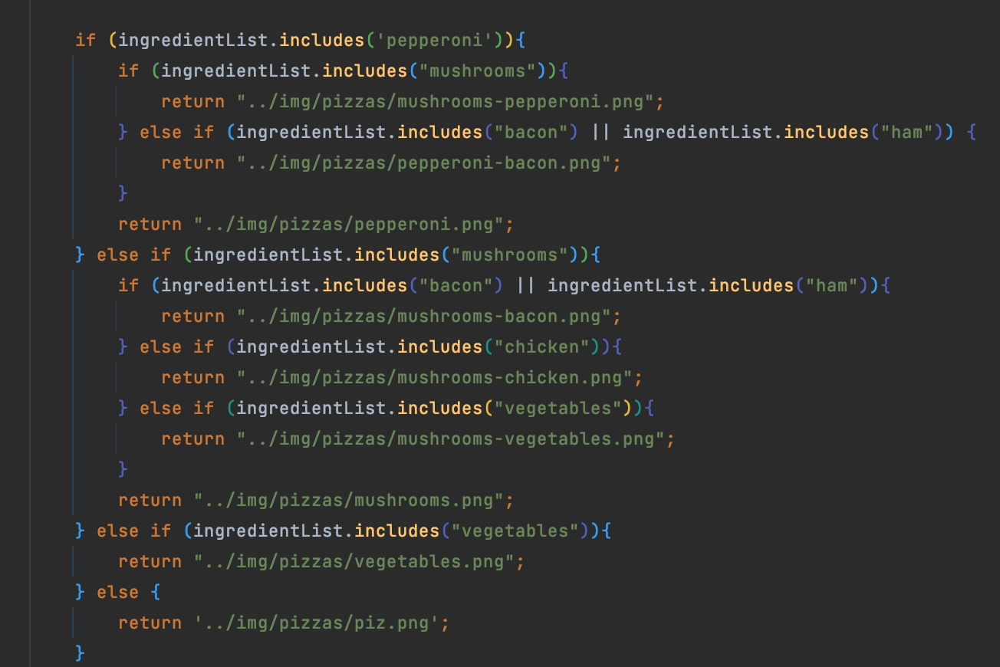 if (ingredientList.includes('pepperoni')){
if (ingredientList.includes("mushrooms")){
return "../img/pizzas/mushrooms-pepperoni.png";
} else if (ingredientList.includes("bacon") || ingredientList.includes("ham")) {
return "../img/pizzas/pepperoni-bacon.png";
}
return "../img/pizzas/pepperoni.png";
} else if (ingredientList.includes("mushrooms")){
if (ingredientList.includes("bacon") || ingredientList.includes("ham")){
return "../img/pizzas/mushrooms-bacon.png";
} else if (ingredientList.includes("chicken")){
return "../img/pizzas/mushrooms-chicken.png";
} else if (ingredientList.includes("vegetables")){
return "../img/pizzas/mushrooms-vegetables.png";
}
return "../img/pizzas/mushrooms.png";
} else if (ingredientList.includes("vegetables")){
return "../img/pizzas/vegetables.png";
} else {
return '../img/pizzas/piz.png';
}